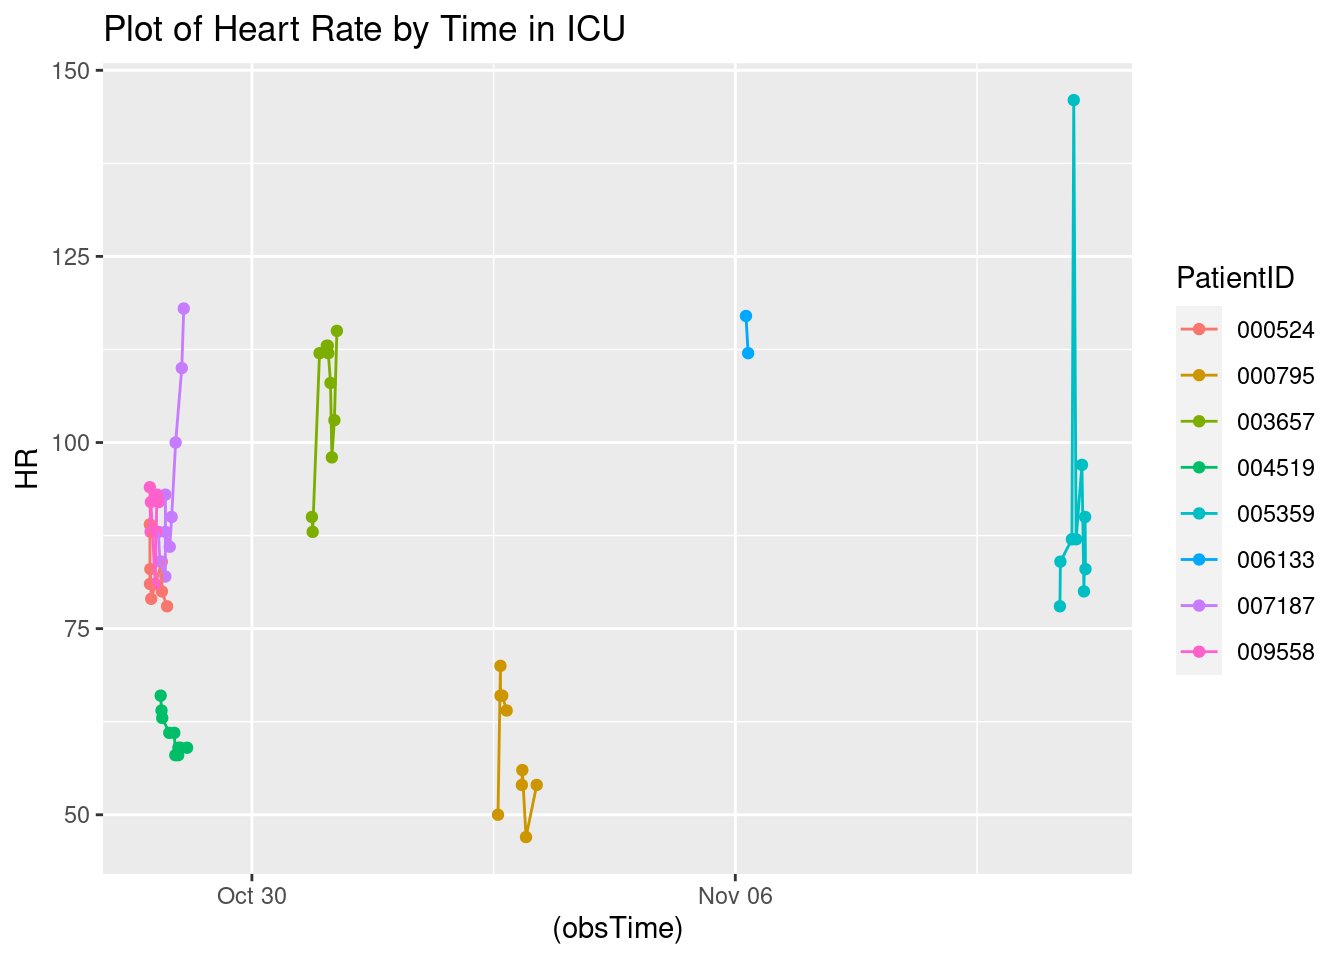 Plot of Heart Rate by Time in ICU
150
125
100
75
50
HR
Oct 30
Nov 06
(obsTime)
PatientID
000524
000795
003657
004519
005359
006133
007187
009558